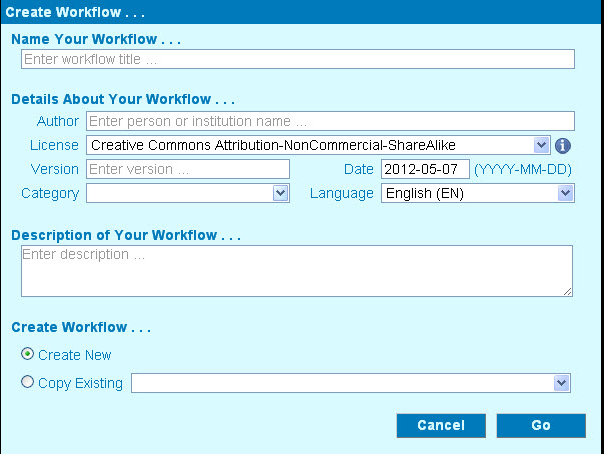 Create Workflow . . .
Name Your Workflow . . .
Enter workflow title ...
Details About Your Workflow . . .
Author Enter person or institution name ...
License Creative Commons Attribution-NonCommercial-ShareAlike i
Version Enter version ... Date 2012-05-07 (YYYY-MM-DD)
Category Language English (EN)
Description of Your Workflow . . .
Enter description ...
Create Workflow . . .
Create New
Copy Existing
Cancel Go